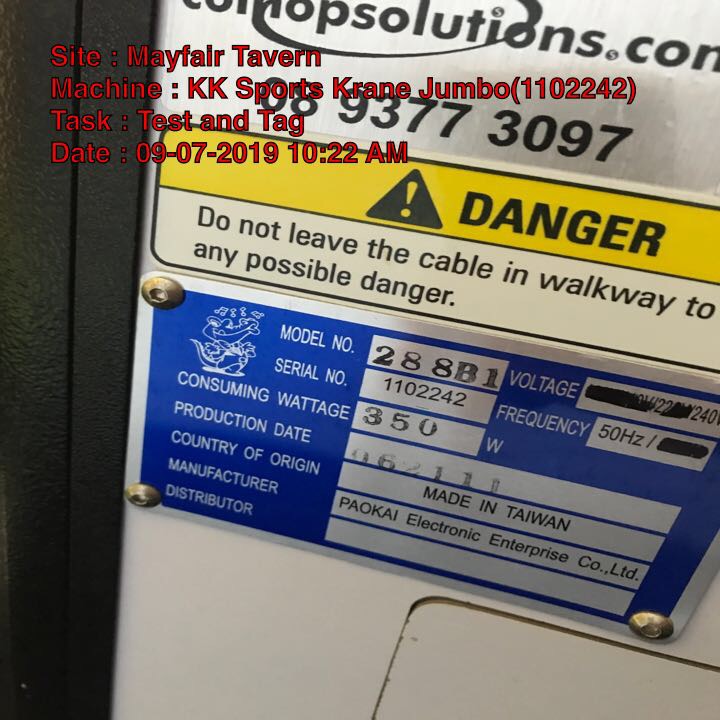 coinopsolutions.com
Site : Mayfair Tavern
Machine : KK Sports Krane Jumbo(1102242)
08 9377 3097
Task : Test and Tag
Date : 09-07-2019 10:22 AM
DANGER
Do not leave the cable in walkway to
any possible danger.
MODEL NO. 288B1 VOLTAGE 240V
SERIAL NO. 1102242 FREQUENCY 50Hz /
CONSUMING WATTAGE 350 W
PRODUCTION DATE 062111
COUNTRY OF ORIGIN MADE IN TAIWAN
MANUFACTURER PAOKAI Electronic Enterprise Co.,Ltd.
DISTRIBUTOR